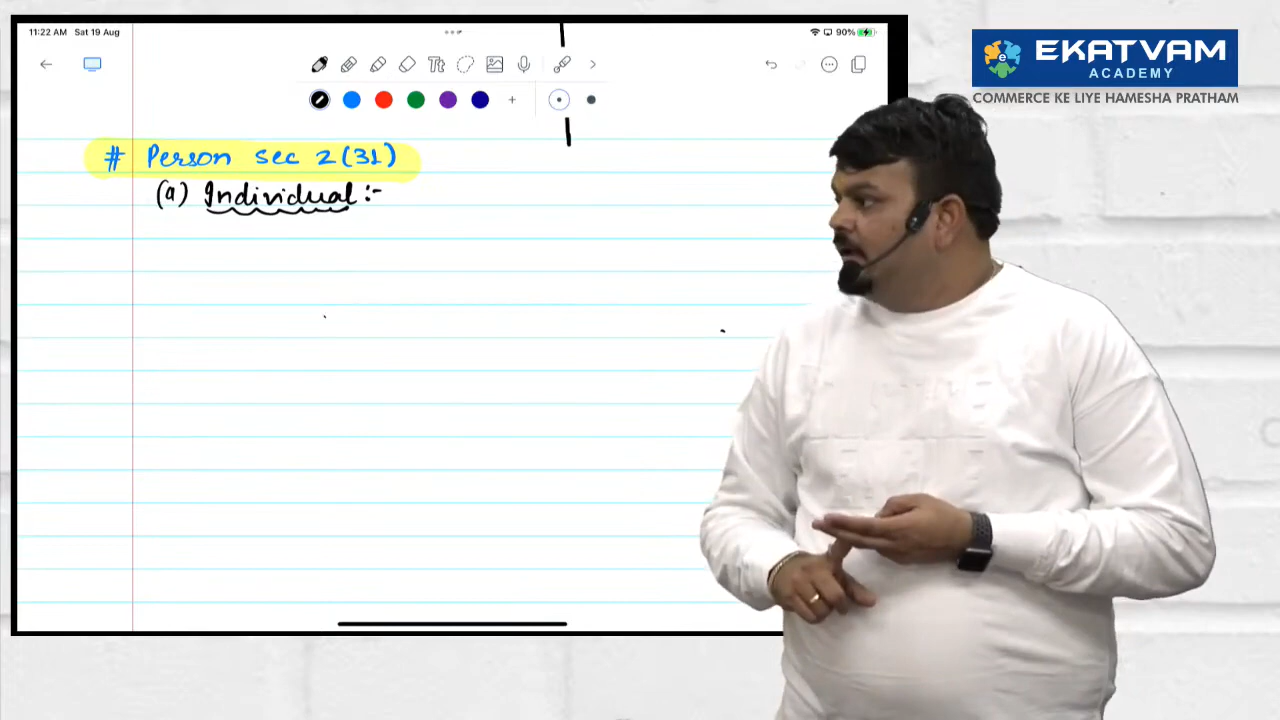 11:22 AM Sat 19 Aug
90%
Tt
# Person sec 2(31)
(a) Individual :-
e
EKATVAM
ACADEMY
COMMERCE KE LIYE HAMESHA PRATHAM